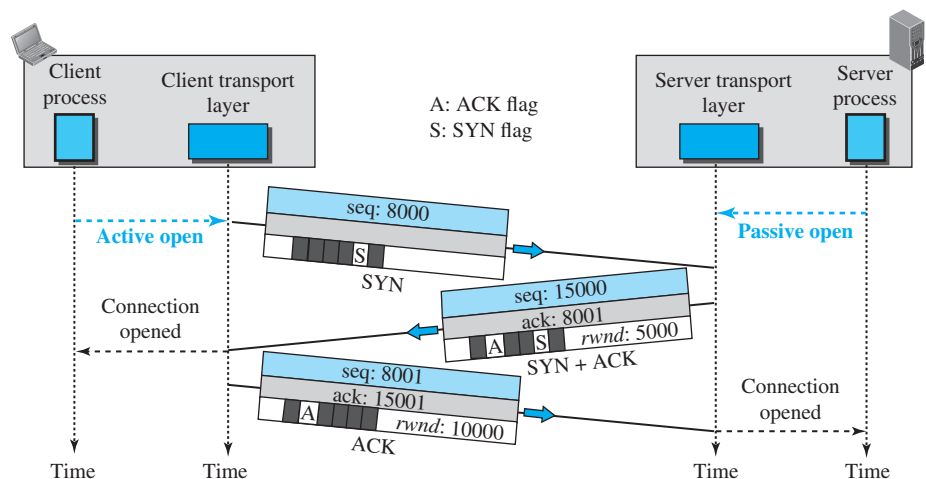 Client
process
Client transport
layer
A: ACK flag
S: SYN flag
Server transport
layer
Server
process
seq: 8000
S
SYN
Active open
Passive open
seq: 15000
ack: 8001
A S rwnd: 5000
SYN + ACK
Connection
opened
seq: 8001
ack: 15001
A rwnd: 10000
ACK
Connection
opened
Time
Time
Time
Time